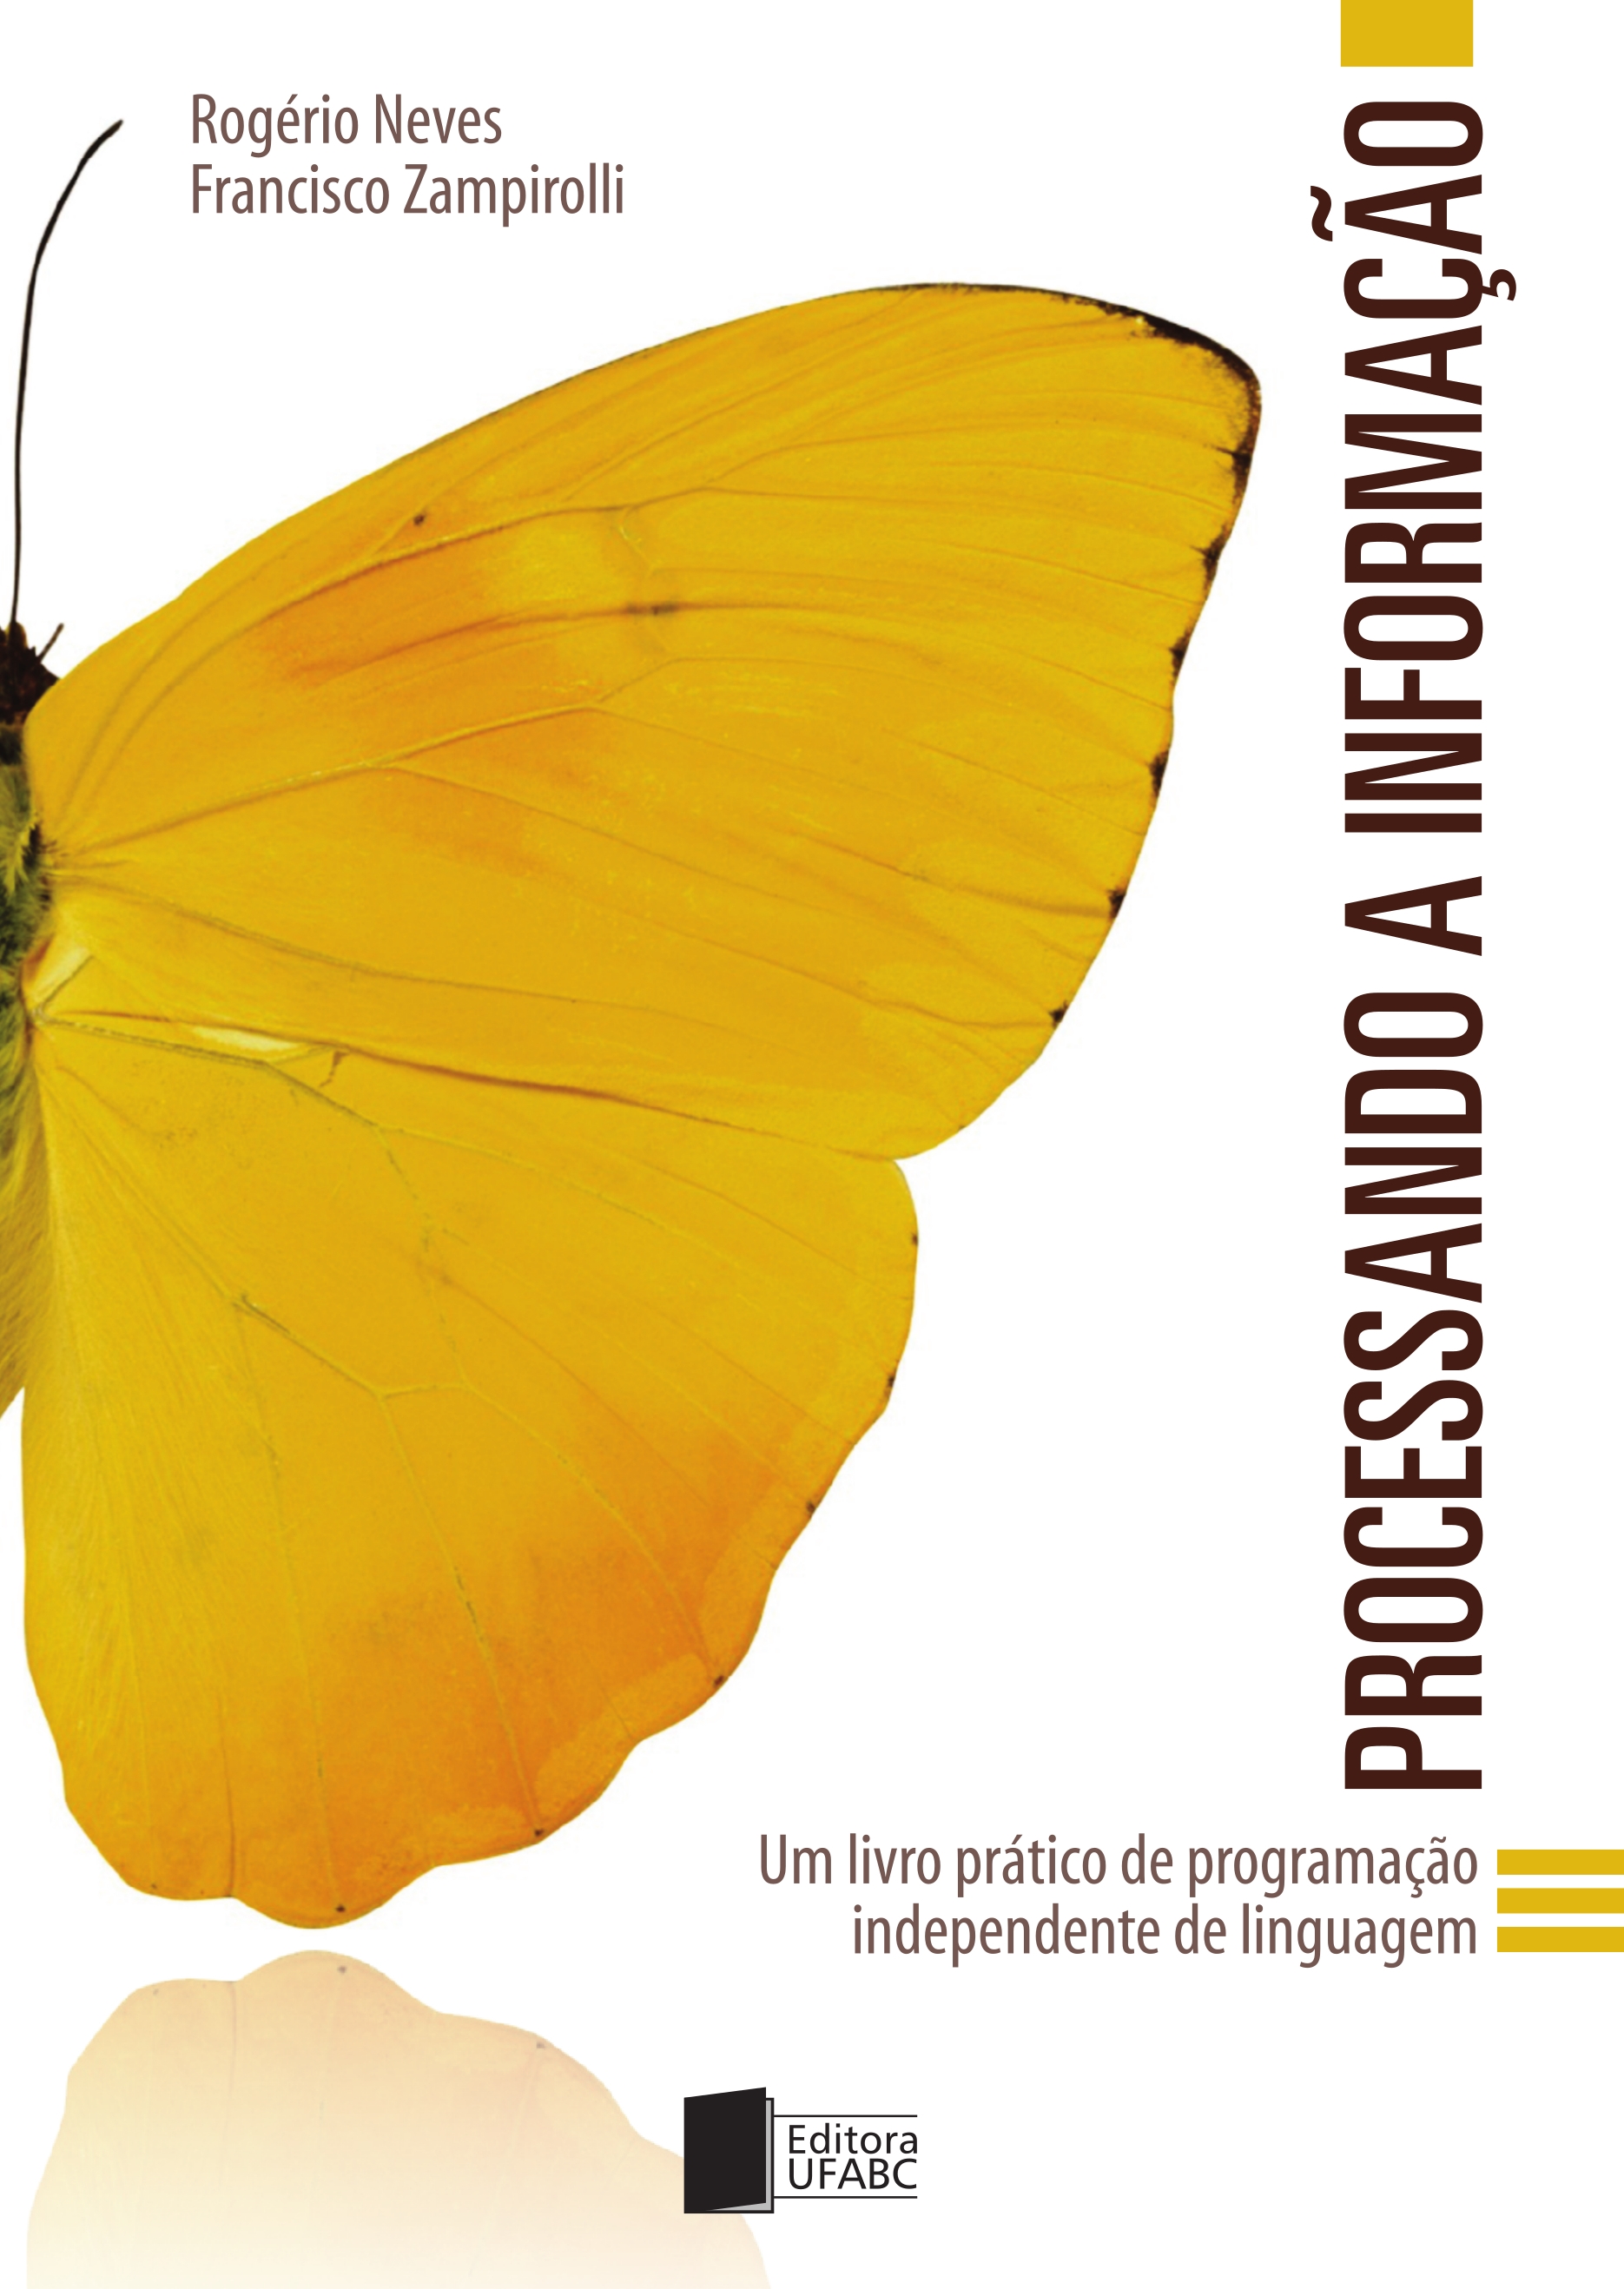 Rogério Neves
Francisco Zampirolli
PROCESSANDO A INFORMAÇÃO
Um livro prático de programação
independente de linguagem
Editora
UFABC